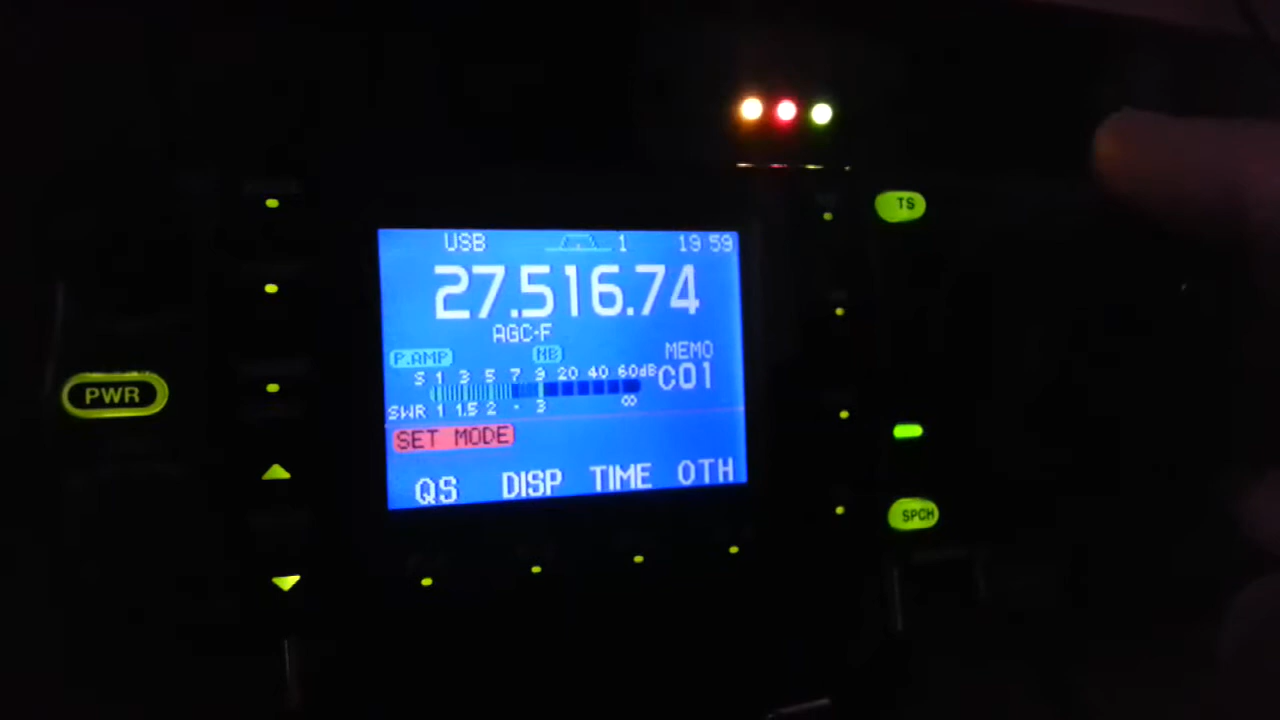 USB 1 19 59
27.516.74
AGC-F
P.AMP NB MEMO
S 1 3 5 7 9 20 40 60dB C01
SWR 1 1.5 2 - 3 ∞
SET MODE
QS DISP TIME OTH
PWR
TS
SPCH